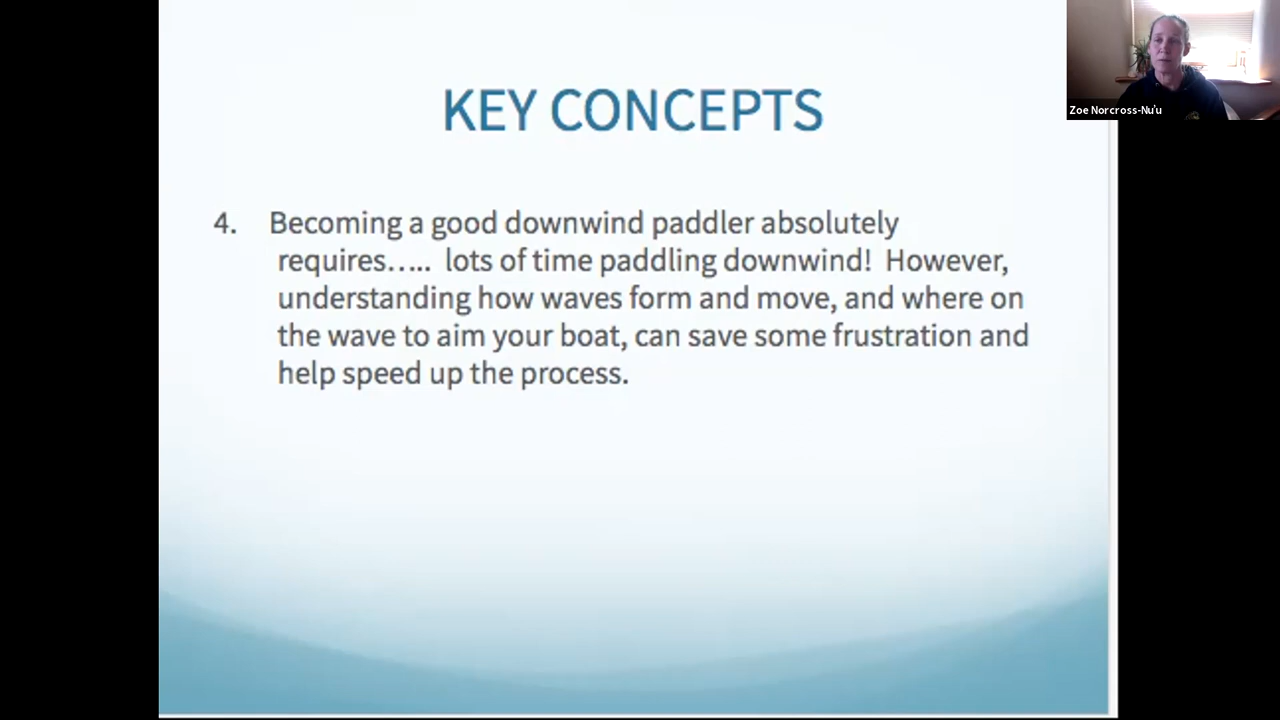 KEY CONCEPTS
Zoe Norcross-Nu'u
4. Becoming a good downwind paddler absolutely
requires..... lots of time paddling downwind! However,
understanding how waves form and move, and where on
the wave to aim your boat, can save some frustration and
help speed up the process.